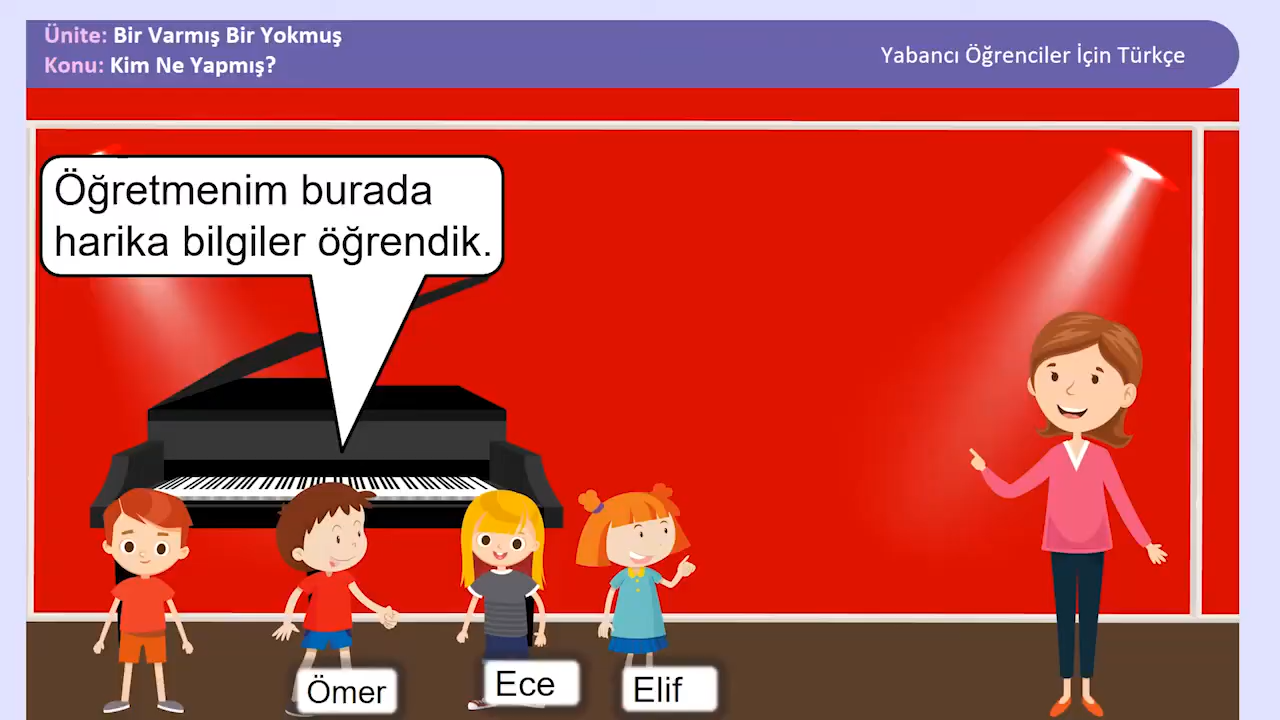 Ünite: Bir Varmış Bir Yokmuş
Konu: Kim Ne Yapmış?
Yabancı Öğrenciler İçin Türkçe
Öğretmenim burada
harika bilgiler öğrendik.
Ömer
Ece
Elif